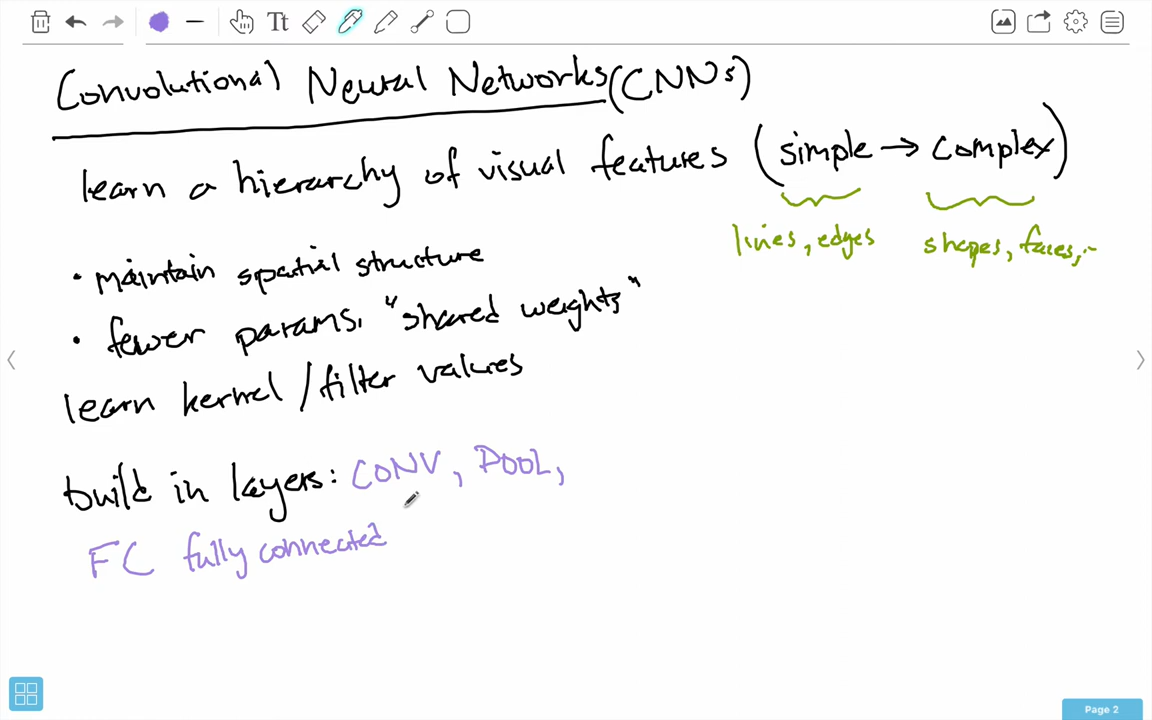 Convolutional Neural Networks (CNNs)
learn a hierarchy of visual features (simple → complex)
lines, edges
shapes, faces, ..
• maintain spatial structure
• fewer params. "shared weights"
learn kernel / filter values
build in layers: CONV, POOL,
FC fully connected
Tt
Page 2